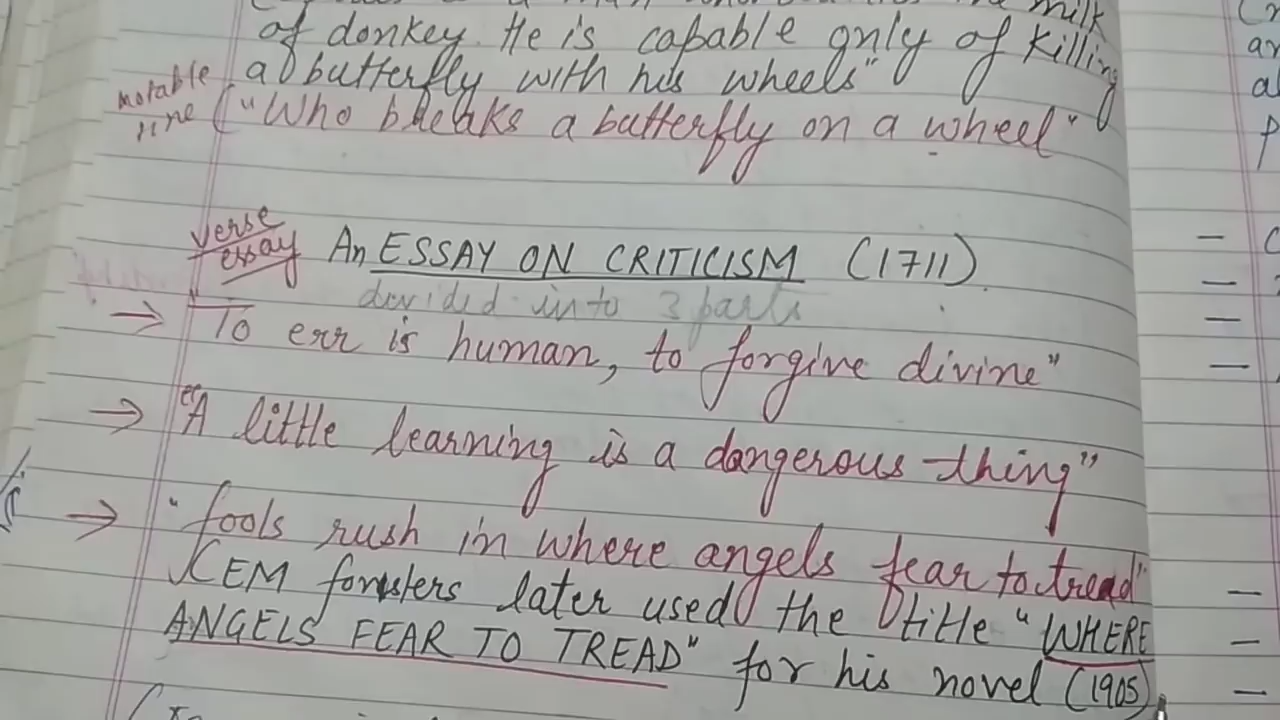 milk
of donkey. He is capable only of killing
a butterfly with his wheels"
notable line ("Who breaks a butterfly on a wheel"
verse essay An ESSAY ON CRITICISM (1711)
devided into 3 parts
→ "To err is human, to forgive divine"
→ "A little learning is a dangerous thing"
→ "fools rush in where angels fear to tread"
(EM forsters later used the title "WHERE
ANGELS FEAR TO TREAD" for his novel (1905)